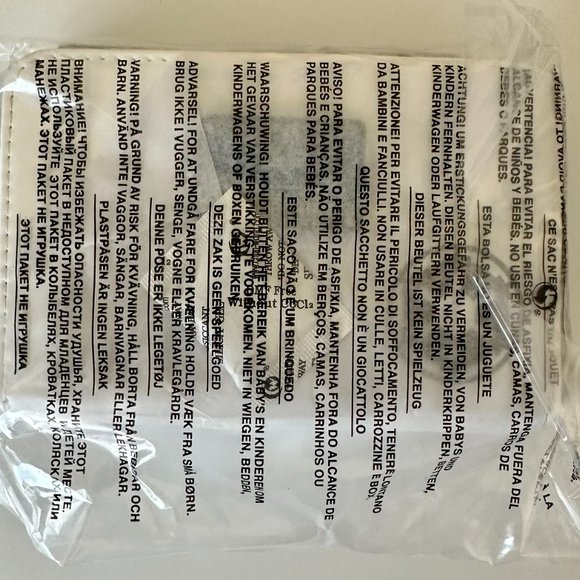 CE SAC N'EST PAS UN JOUET
¡ADVERTENCIA! PARA EVITAR EL RIESGO DE ASFIXIA, MANTENGA FUERA DEL
ALCANCE DE NIÑOS Y BEBÉS. NO USE EN CUNAS, CAMAS, CARROS DE
BEBÉS O PARQUES.
ESTA BOLSA NO ES UN JUGUETE
ACHTUNG! UM ERSTICKUNGSGEFAHR ZU VERMEIDEN, VON BABYS UND
KINDERN FERNHALTEN. DIESEN BEUTEL NICHT IN KINDERKRIPPEN, BETTEN,
KINDERWAGEN ODER LAUFGITTERN VERWENDEN.
DIESER BEUTEL IST KEIN SPIELZEUG
ATTENZIONE! PER EVITARE IL PERICOLO DI SOFFOCAMENTO, TENERE LONTANO
DA BAMBINI E FANCIULLI. NON USARE IN CULLE, LETTI, CARROZZINE E BOX.
QUESTO SACCHETTO NON È UN GIOCATTOLO
AVISO! PARA EVITAR O PERIGO DE ASFIXIA, MANTENHA FORA DO ALCANCE DE
BEBÉS E CRIANÇAS. NÃO UTILIZE EM BERÇOS, CAMAS, CARRINHOS OU
PARQUES PARA BEBÉS.
ESTE SACO NÃO É UM BRINQUEDO
WAARSCHUWING! HOUDT BUITEN BEREIK VAN BABY'S EN KINDEREN OM
HET GEVAAR VAN VERSTIKKING TE VOORKOMEN. NIET IN WIEGEN, BEDDEN,
KINDERWAGENS OF BOXEN GEBRUIKEN.
DEZE ZAK IS GEEN SPEELGOED
ADVARSEL! FOR AT UNDGÅ FARE FOR KVÆLNING HOLDE VÆK FRA SMÅ BØRN.
BRUG IKKE I VUGGER, SENGE, VOGNE ELLER KRAVLEGÅRDE.
DENNE POSE ER IKKE LEGETØJ
VARNING! PÅ GRUND AV RISK FÖR KVÄVNING, HÅLL BORTA FRÅN BEBISAR OCH
BARN. ANVÄND INTE I VAGGOR, SÄNGAR, BARNVAGNAR ELLER LEKHAGAR.
PLASTPÅSEN ÄR INGEN LEKSAK
ВНИМАНИЕ! ЧТОБЫ ИЗБЕЖАТЬ ОПАСНОСТИ УДУШЬЯ, ХРАНИТЕ ЭТОТ
ПЛАСТИКОВЫЙ ПАКЕТ В НЕДОСТУПНОМ ДЛЯ МЛАДЕНЦЕВ И ДЕТЕЙ МЕСТЕ.
НЕ ИСПОЛЬЗУЙТЕ ЭТОТ ПАКЕТ В КОЛЫБЕЛЯХ, КРОВАТКАХ, КОЛЯСКАХ ИЛИ
МАНЕЖАХ. ЭТОТ ПАКЕТ НЕ ИГРУШКА.
ЭТОТ ПАКЕТ НЕ ИГРУШКА